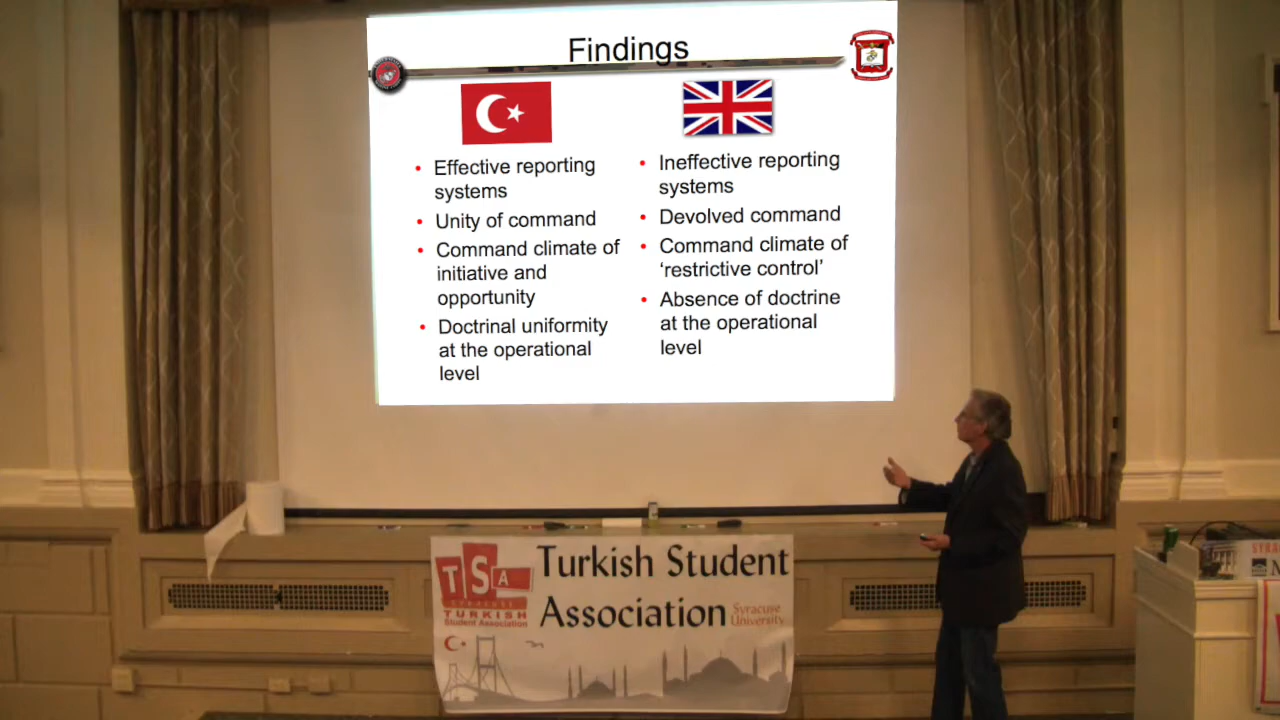 Findings
• Effective reporting
systems
• Unity of command
• Command climate of
initiative and
opportunity
• Doctrinal uniformity
at the operational
level
• Ineffective reporting
systems
• Devolved command
• Command climate of
‘restrictive control’
• Absence of doctrine
at the operational
level
TSA
TURKISH
Student Association
Turkish Student
Association
Syracuse
University